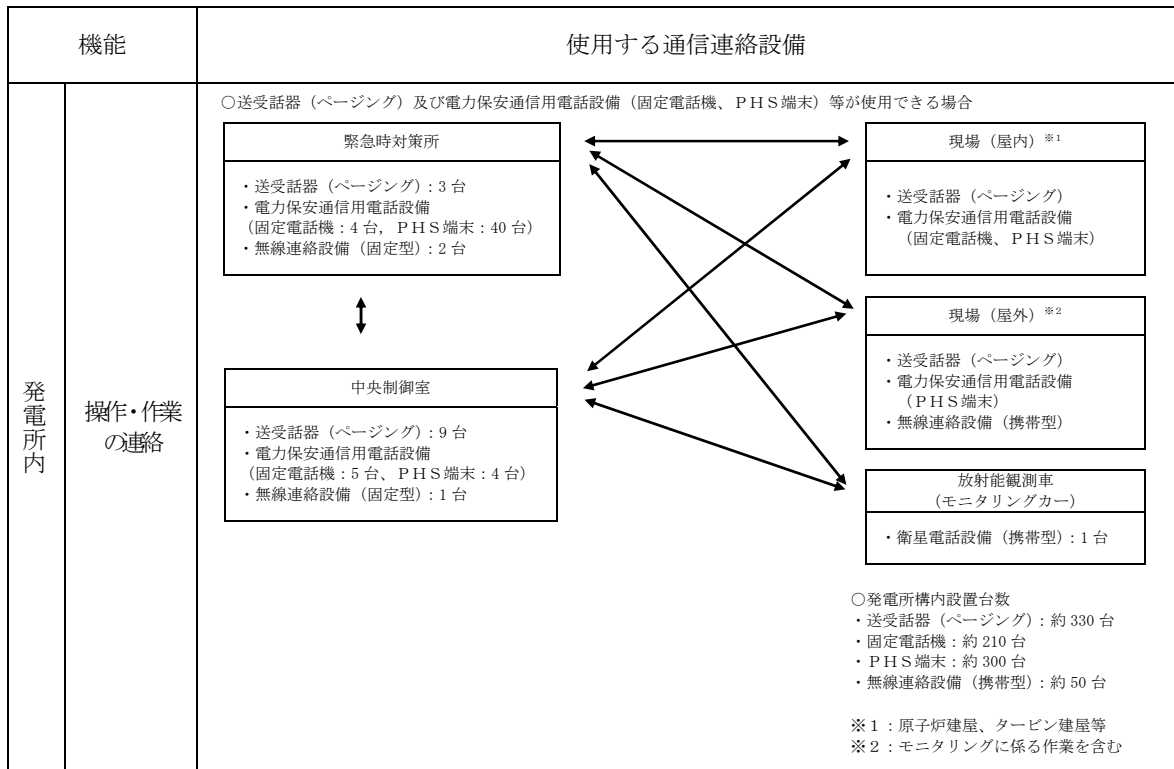 機能
使用する通信連絡設備
発電所内
操作・作業
の連絡
○送受話器（ページング）及び電力保安通信用電話設備（固定電話機、ＰＨＳ端末）等が使用できる場合
緊急時対策所
・送受話器（ページング）：3 台
・電力保安通信用電話設備
（固定電話機：4 台，ＰＨＳ端末：40 台）
・無線連絡設備（固定型）：2 台
中央制御室
・送受話器（ページング）：9 台
・電力保安通信用電話設備
（固定電話機：5 台、ＰＨＳ端末：4 台）
・無線連絡設備（固定型）：1 台
現場（屋内）※1
・送受話器（ページング）
・電力保安通信用電話設備
（固定電話機、ＰＨＳ端末）
現場（屋外）※2
・送受話器（ページング）
・電力保安通信用電話設備
（ＰＨＳ端末）
・無線連絡設備（携帯型）
放射能観測車
（モニタリングカー）
・衛星電話設備（携帯型）：1 台
○発電所構内設置台数
・送受話器（ページング）：約 330 台
・固定電話機：約 210 台
・ＰＨＳ端末：約 300 台
・無線連絡設備（携帯型）：約 50 台
※１：原子炉建屋、タービン建屋等
※２：モニタリングに係る作業を含む